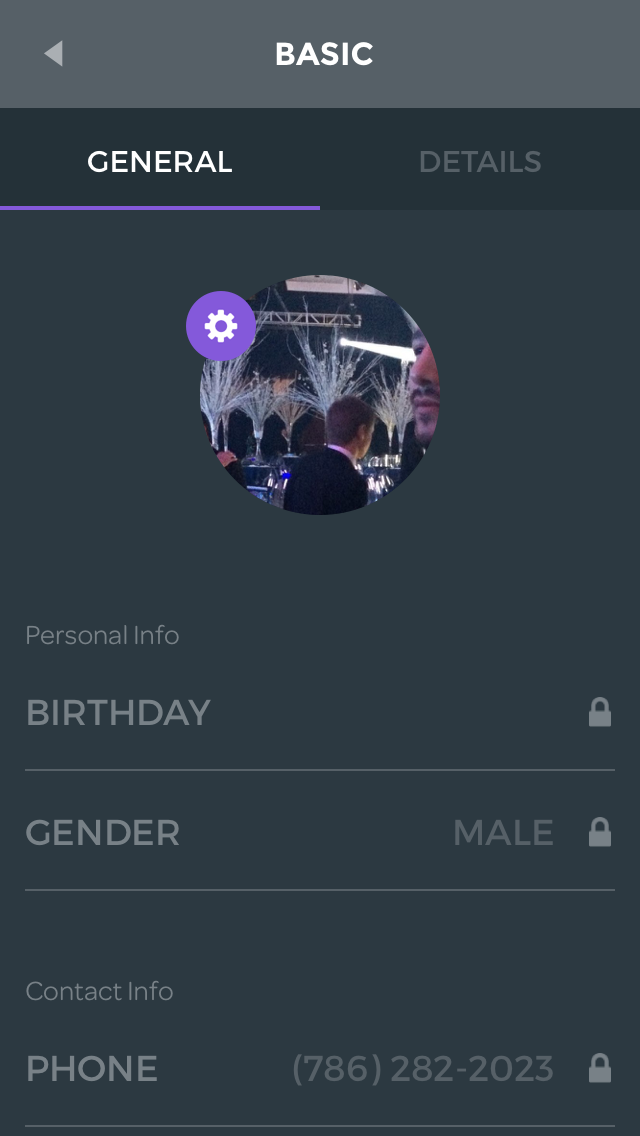 BASIC
GENERAL DETAILS
Personal Info
BIRTHDAY
GENDER MALE
Contact Info
PHONE (786) 282-2023